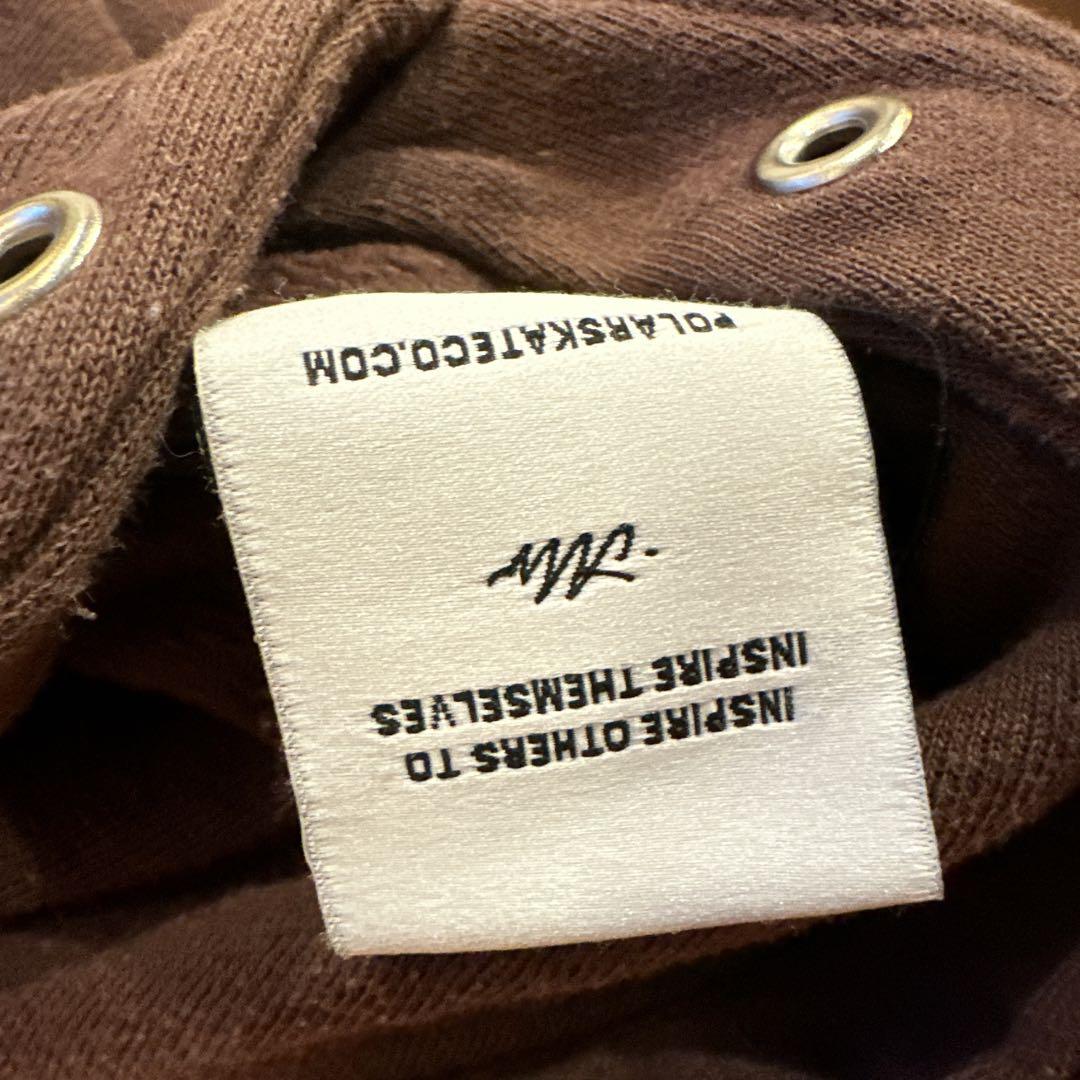 INSPIRE OTHERS TO
INSPIRE THEMSELVES
POLARSKATECO.COM